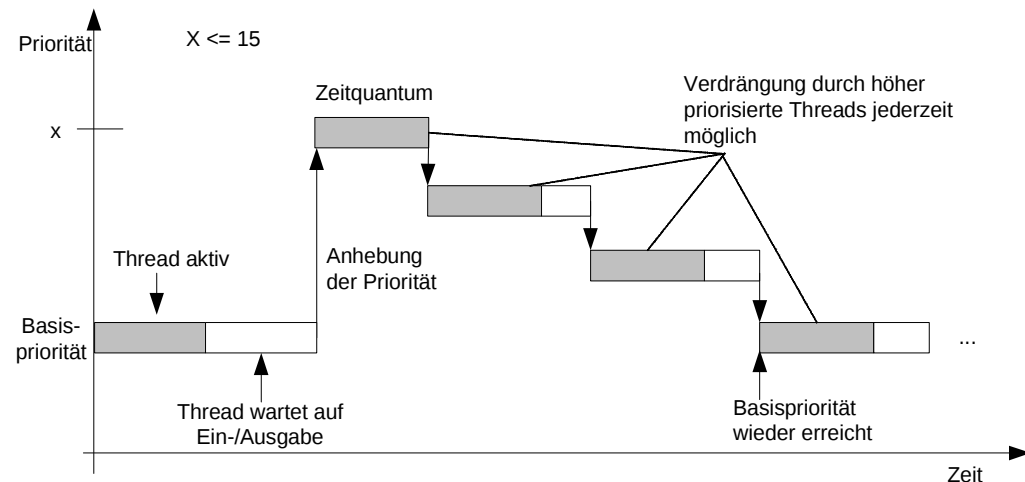 Priorität
X <= 15
Zeitquantum
Verdrängung durch höher
priorisierte Threads jederzeit
möglich
x
Thread aktiv
Anhebung
der Priorität
Basis-
priorität
...
Thread wartet auf
Ein-/Ausgabe
Basispriorität
wieder erreicht
Zeit